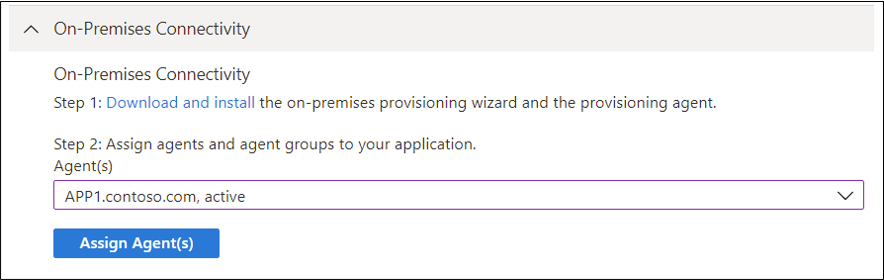 On-Premises Connectivity
On-Premises Connectivity
Step 1: Download and install the on-premises provisioning wizard and the provisioning agent.
Step 2: Assign agents and agent groups to your application.
Agent(s)
APP1.contoso.com, active
Assign Agent(s)